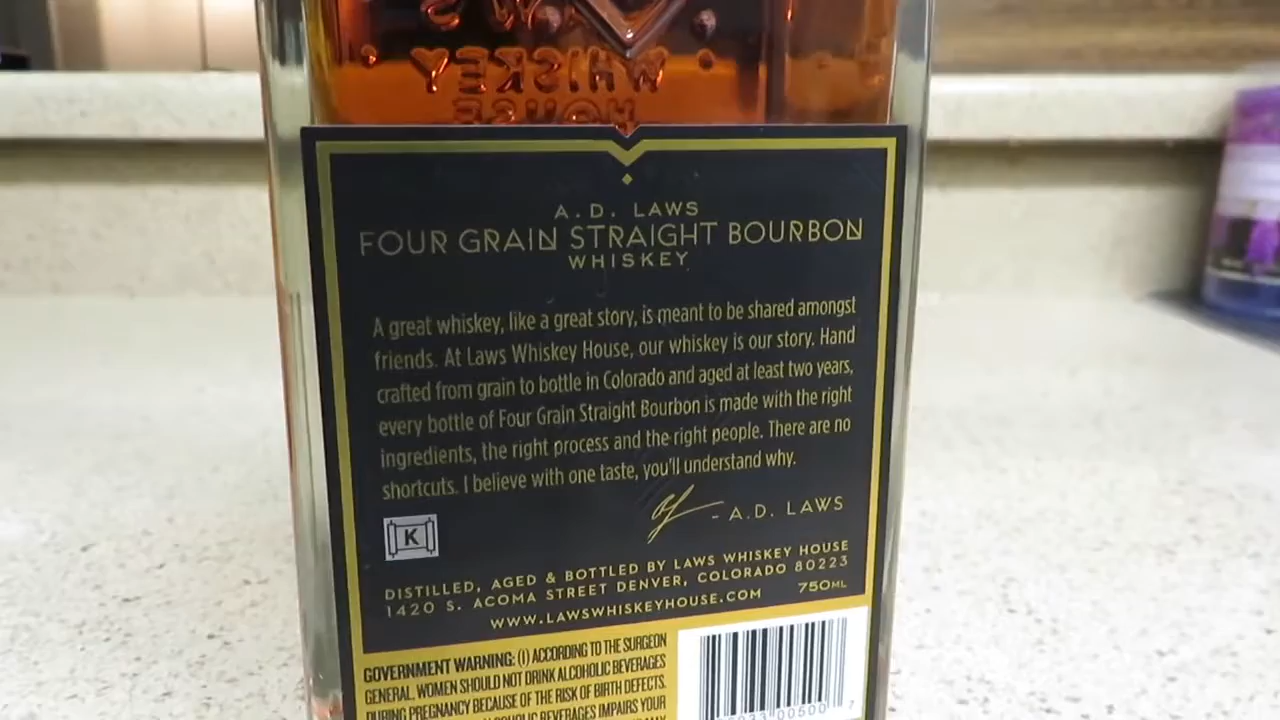 LAWS
WHISKEY
HOUSE
A.D. LAWS
FOUR GRAIN STRAIGHT BOURBON
WHISKEY
A great whiskey, like a great story, is meant to be shared amongst
friends. At Laws Whiskey House, our whiskey is our story. Hand
crafted from grain to bottle in Colorado and aged at least two years,
every bottle of Four Grain Straight Bourbon is made with the right
ingredients, the right process and the right people. There are no
shortcuts. I believe with one taste, you'll understand why.
- A.D. LAWS
K
DISTILLED, AGED & BOTTLED BY LAWS WHISKEY HOUSE
1420 S. ACOMA STREET DENVER, COLORADO 80223
WWW.LAWSWHISKEYHOUSE.COM 750ML
GOVERNMENT WARNING: (1) ACCORDING TO THE SURGEON
GENERAL, WOMEN SHOULD NOT DRINK ALCOHOLIC BEVERAGES
DURING PREGNANCY BECAUSE OF THE RISK OF BIRTH DEFECTS.
BEVERAGES IMPAIRS YOUR
00500 7